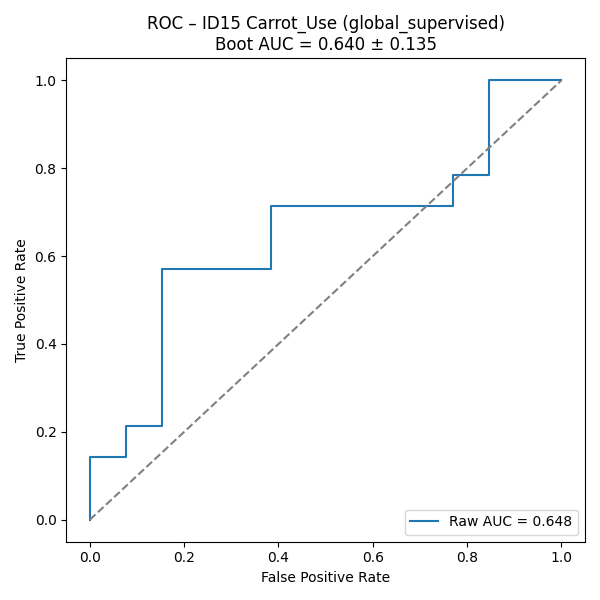 ROC – ID15 Carrot_Use (global_supervised)
Boot AUC = 0.640 ± 0.135
1.0
0.8
0.6
0.4
0.2
0.0
True Positive Rate
Raw AUC = 0.648
0.0 0.2 0.4 0.6 0.8 1.0
False Positive Rate